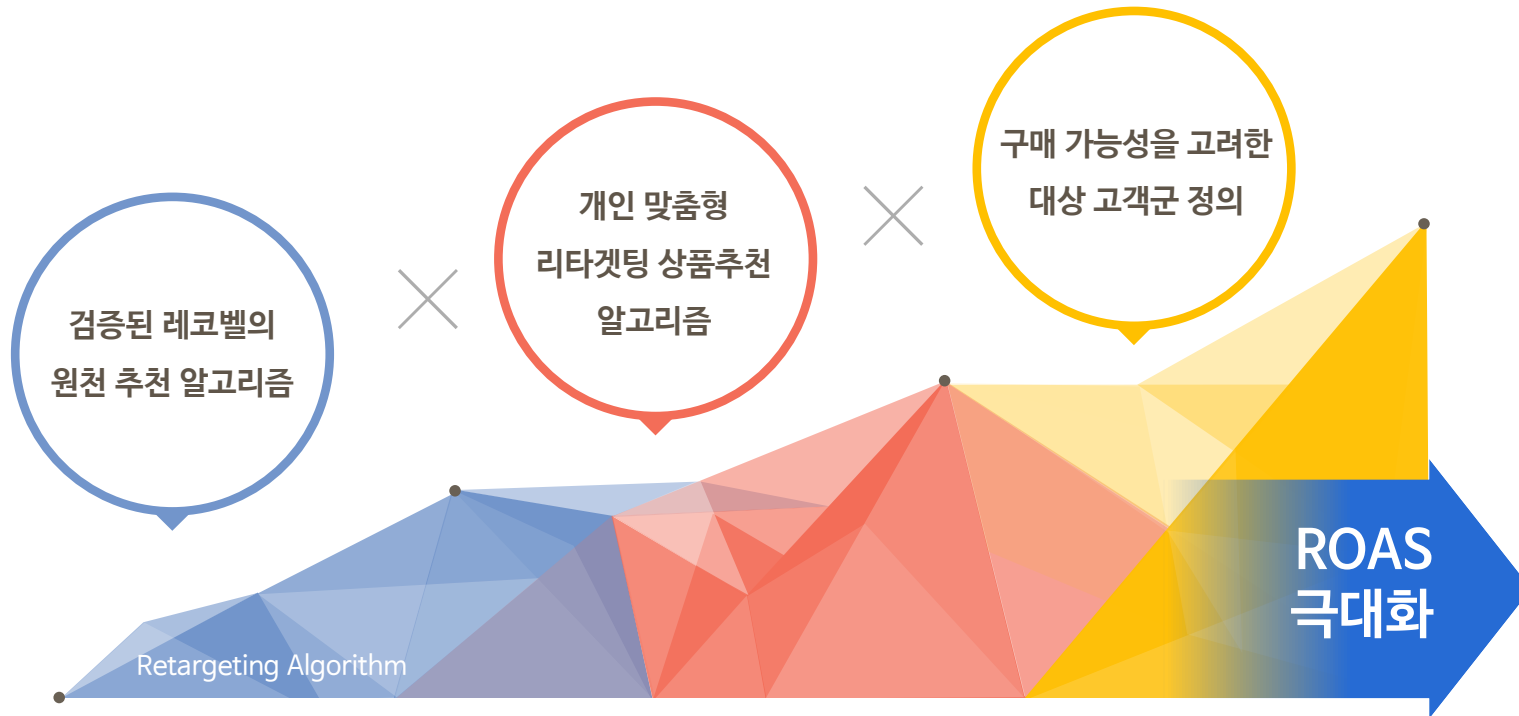 검증된 레코벨의
원천 추천 알고리즘
개인 맞춤형
리타겟팅 상품추천
알고리즘
구매 가능성을 고려한
대상 고객군 정의
Retargeting Algorithm
ROAS
극대화